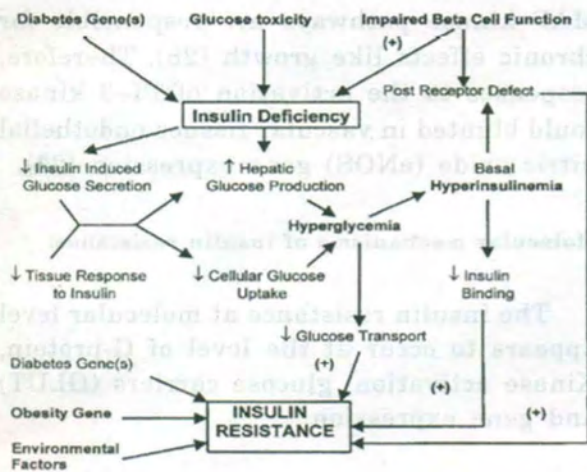 Diabetes Gene(s)
Glucose toxicity
Impaired Beta Cell Function
(+)
Post Receptor Defect
Insulin Deficiency
↓ Insulin Induced
Glucose Secretion
↑ Hepatic
Glucose Production
Basal
Hyperinsulinemia
Hyperglycemia
↓ Tissue Response
to Insulin
↓ Cellular Glucose
Uptake
↓ Insulin
Binding
↓ Glucose Transport
Diabetes Gene(s)
(+)
(+)
(+)
Obesity Gene
INSULIN
RESISTANCE
Environmental
Factors